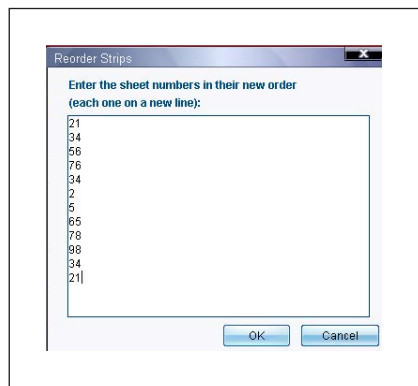 Reorder Strips
X
Enter the sheet numbers in their new order
(each one on a new line):
21
34
56
76
34
2
5
65
78
98
34
21
OK
Cancel